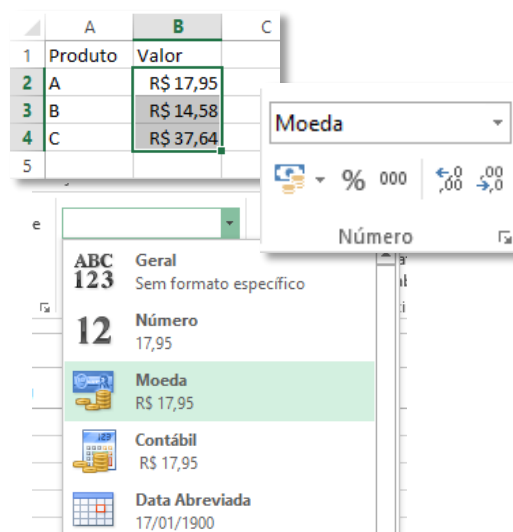 A B C
1 Produto Valor
2 A R$ 17,95
3 B R$ 14,58
4 C R$ 37,64
5
Moeda
% 000 ,00 ,00 ,0
Número
e
ABC 123 Geral
Sem formato específico
12 Número
17,95
Moeda
R$ 17,95
Contábil
R$ 17,95
Data Abreviada
17/01/1900